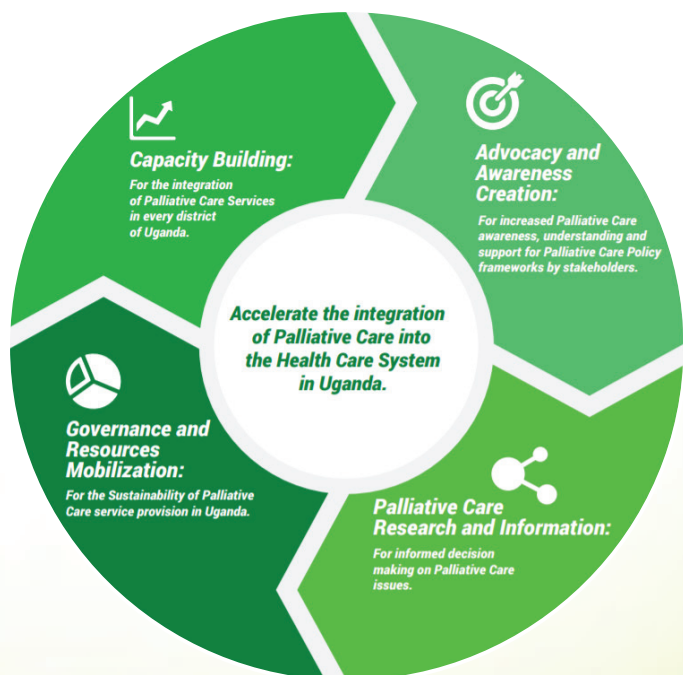 Capacity Building:
For the integration
of Palliative Care Services
in every district
of Uganda.
Advocacy and
Awareness
Creation:
For increased Palliative Care
awareness, understanding and
support for Palliative Care Policy
frameworks by stakeholders.
Accelerate the integration
of Palliative Care into
the Health Care System
in Uganda.
Governance and
Resources
Mobilization:
For the Sustainability of Palliative
Care service provision in Uganda.
Palliative Care
Research and Information:
For informed decision
making on Palliative Care
issues.